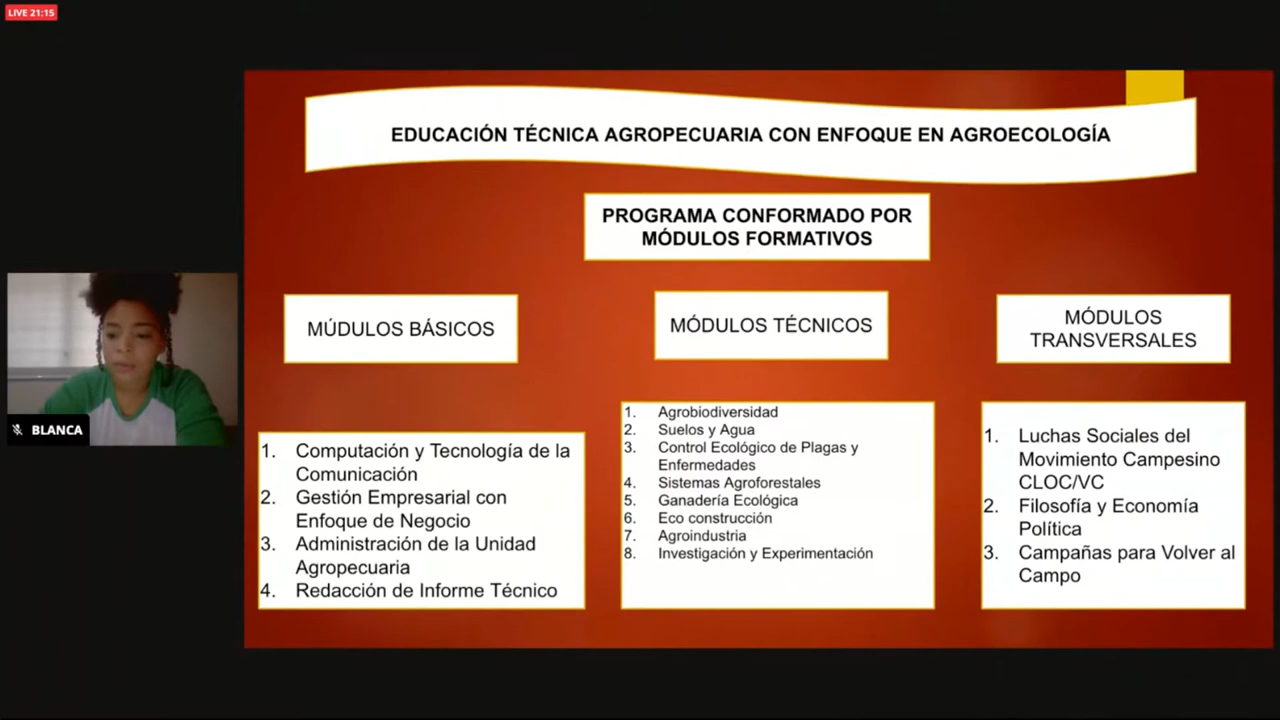 LIVE 21:15
EDUCACIÓN TÉCNICA AGROPECUARIA CON ENFOQUE EN AGROECOLOGÍA
PROGRAMA CONFORMADO POR
MÓDULOS FORMATIVOS
MÚDULOS BÁSICOS
1. Computación y Tecnología de la
Comunicación
2. Gestión Empresarial con
Enfoque de Negocio
3. Administración de la Unidad
Agropecuaria
4. Redacción de Informe Técnico
MÓDULOS TÉCNICOS
1. Agrobiodiversidad
2. Suelos y Agua
3. Control Ecológico de Plagas y
Enfermedades
4. Sistemas Agroforestales
5. Ganadería Ecológica
6. Eco construcción
7. Agroindustria
8. Investigación y Experimentación
MÓDULOS
TRANSVERSALES
1. Luchas Sociales del
Movimiento Campesino
CLOC/VC
2. Filosofía y Economía
Política
3. Campañas para Volver al
Campo
BLANCA